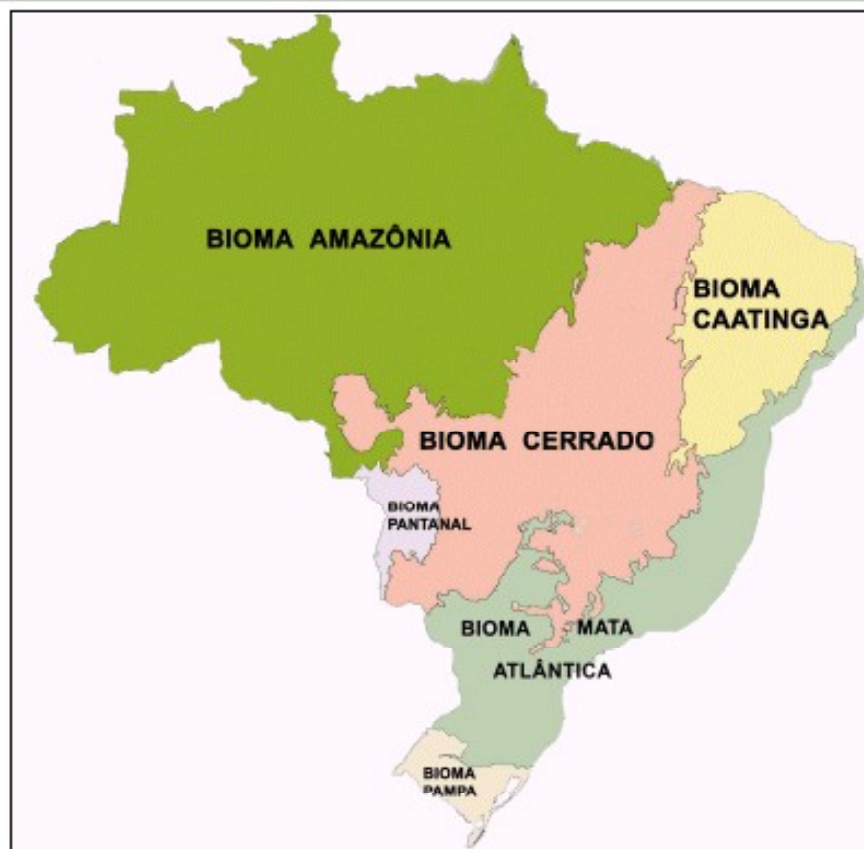 BIOMA AMAZÔNIA
BIOMA
CAATINGA
BIOMA CERRADO
BIOMA
PANTANAL
BIOMA MATA
ATLÂNTICA
BIOMA
PAMPA